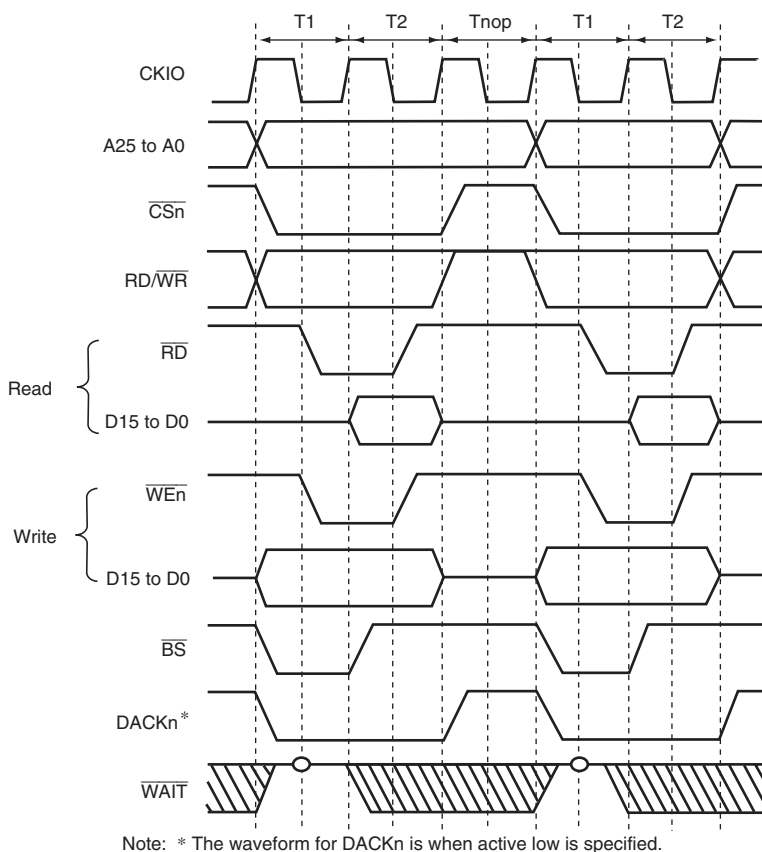 T1 T2 Tnop T1 T2
CKIO
A25 to A0
CSn
RD/WR
RD
Read
D15 to D0
WEn
Write
D15 to D0
BS
DACKn*
WAIT
Note: * The waveform for DACKn is when active low is specified.